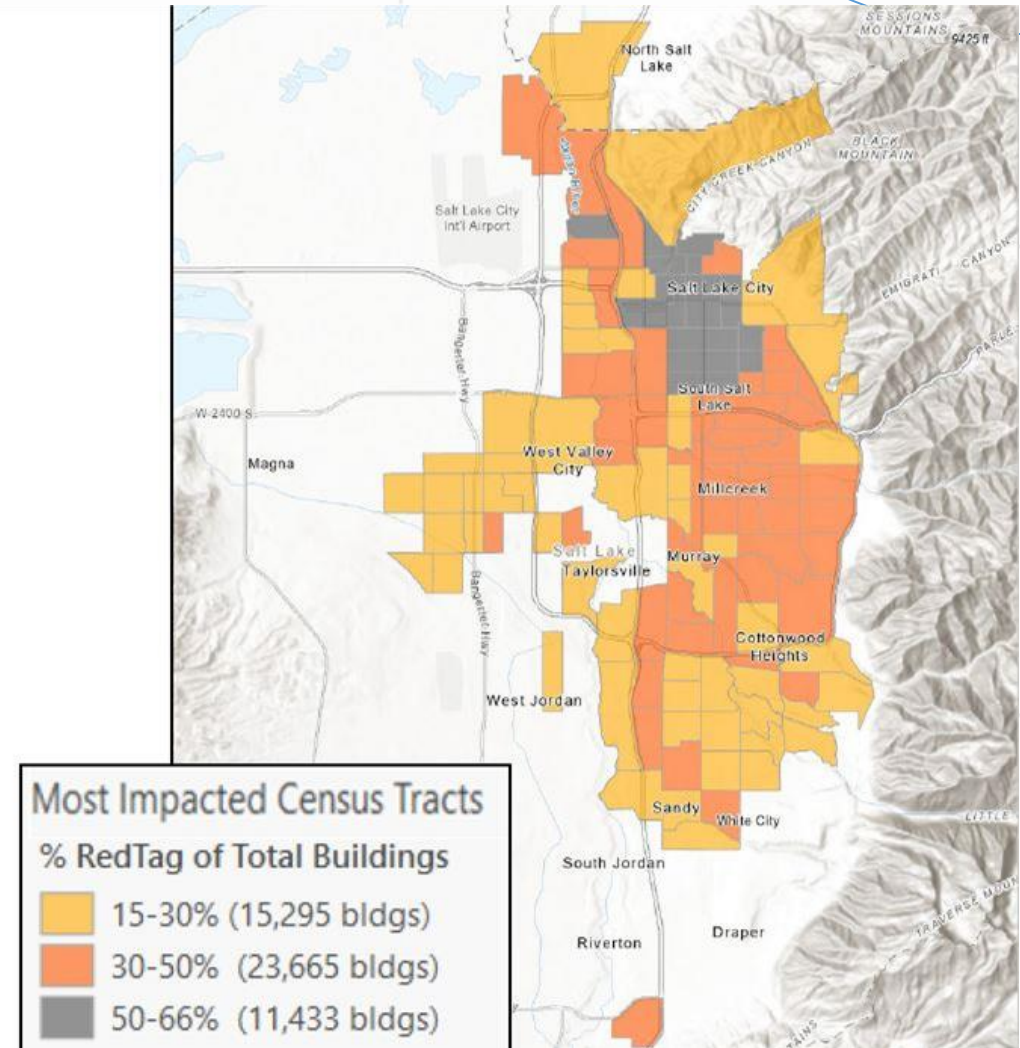 SESSIONS
MOUNTAINS
9425 ft
North Salt
Lake
BLACK
MOUNTAIN
CITY CREEK CANYON
Salt Lake City
Int'l Airport
Salt Lake City
EMIGRATION CANYON
Bangerter Hwy
South Salt
Lake
W 2400 S
Magna
West Valley
City
Millcreek
Salt Lake
Taylorsville
Murray
Bangerter Hwy
Cottonwood
Heights
West Jordan
Sandy
White City
LITTLE
South Jordan
Riverton
Draper
TRAVERSE
Most Impacted Census Tracts
% RedTag of Total Buildings
15-30% (15,295 bldgs)
30-50% (23,665 bldgs)
50-66% (11,433 bldgs)